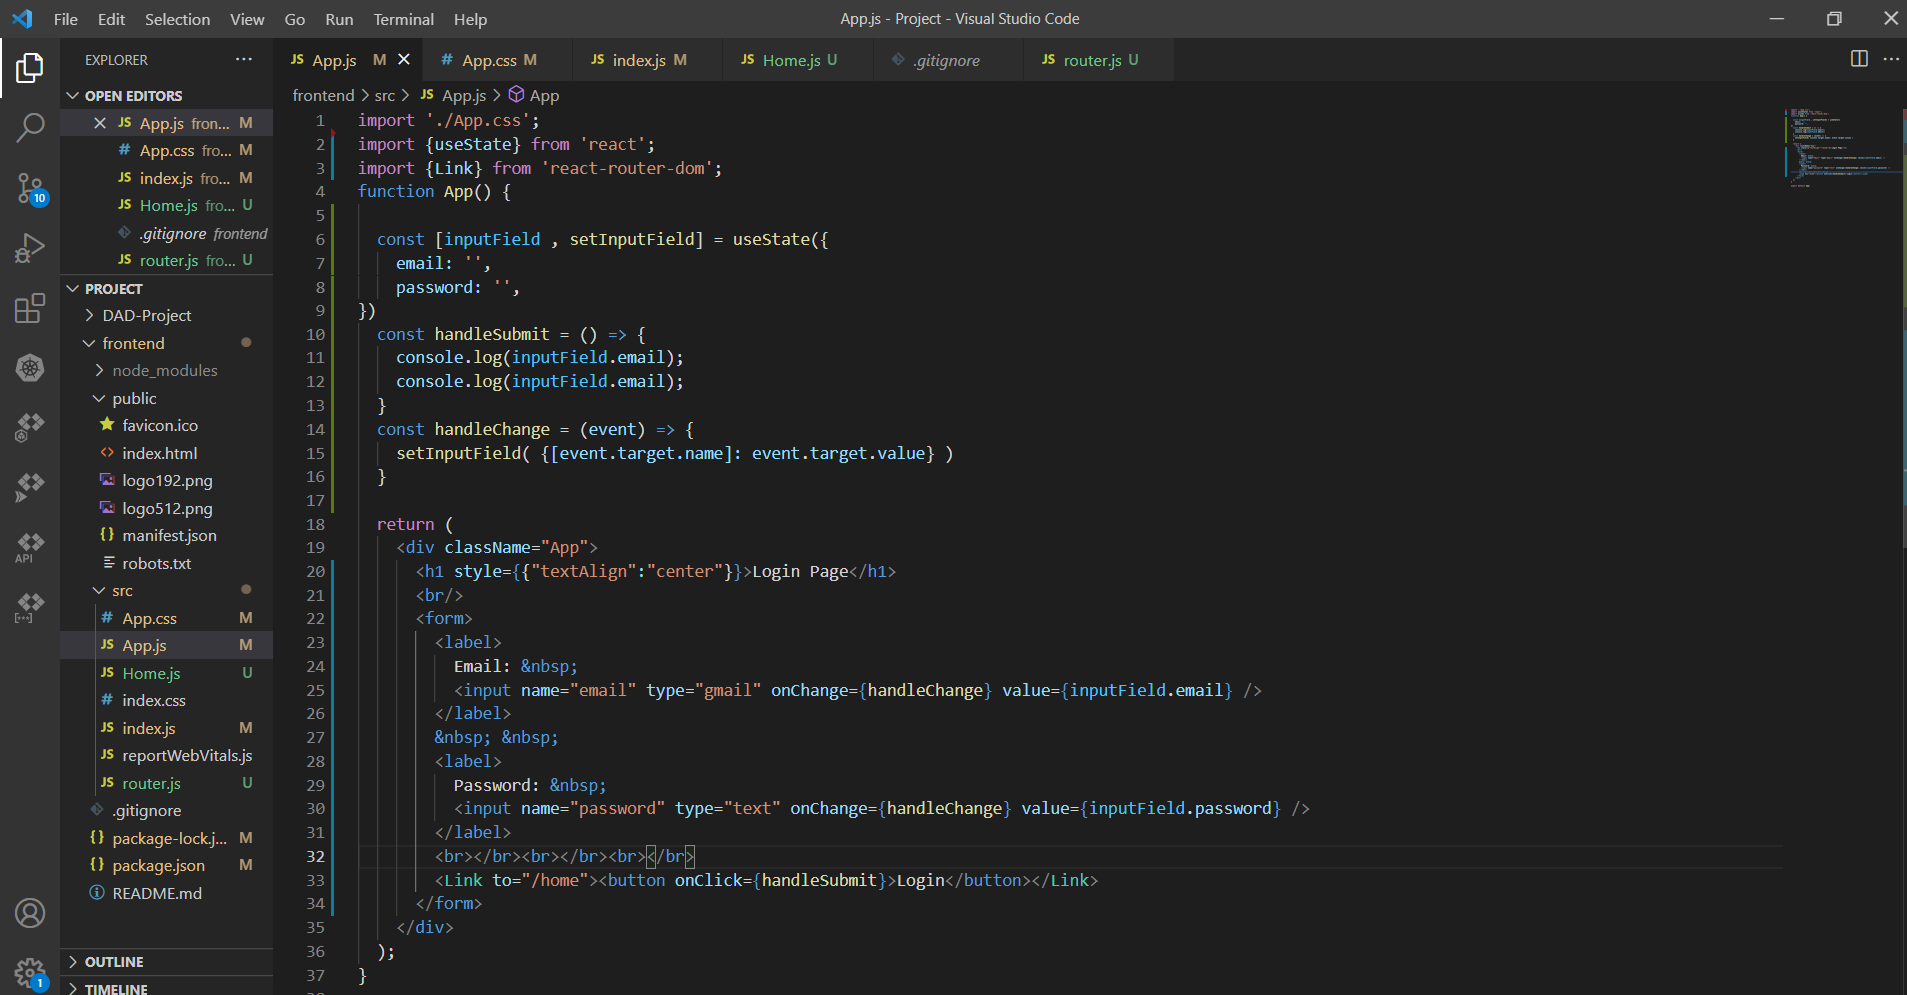 File Edit Selection View Go Run Terminal Help
App.js - Project - Visual Studio Code
EXPLORER
OPEN EDITORS
JS App.js fron... M
# App.css fro... M
JS index.js fro... M
JS Home.js fro... U
.gitignore frontend
JS router.js fro... U
PROJECT
DAD-Project
frontend
node_modules
public
favicon.ico
<> index.html
logo192.png
logo512.png
{} manifest.json
robots.txt
src
# App.css M
JS App.js M
JS Home.js U
# index.css
JS index.js M
JS reportWebVitals.js
JS router.js U
.gitignore
{} package-lock.j... M
{} package.json M
README.md
OUTLINE
TIMELINE
10
API
1
JS App.js M # App.css M JS index.js M JS Home.js U .gitignore JS router.js U
frontend > src > JS App.js > App
1 import './App.css';
2 import {useState} from 'react';
3 import {Link} from 'react-router-dom';
4 function App() {
5
6 const [inputField , setInputField] = useState({
7 email: '',
8 password: '',
9 })
10 const handleSubmit = () => {
11 console.log(inputField.email);
12 console.log(inputField.email);
13 }
14 const handleChange = (event) => {
15 setInputField( {[event.target.name]: event.target.value} )
16 }
17
18 return (
19 <div className="App">
20 <h1 style={{"textAlign":"center"}}>Login Page</h1>
21 <br/>
22 <form>
23 <label>
24 Email: &nbsp;
25 <input name="email" type="gmail" onChange={handleChange} value={inputField.email} />
26 </label>
27 &nbsp; &nbsp;
28 <label>
29 Password: &nbsp;
30 <input name="password" type="text" onChange={handleChange} value={inputField.password} />
31 </label>
32 <br></br><br></br><br></br>
33 <Link to="/home"><button onClick={handleSubmit}>Login</button></Link>
34 </form>
35 </div>
36 );
37 }